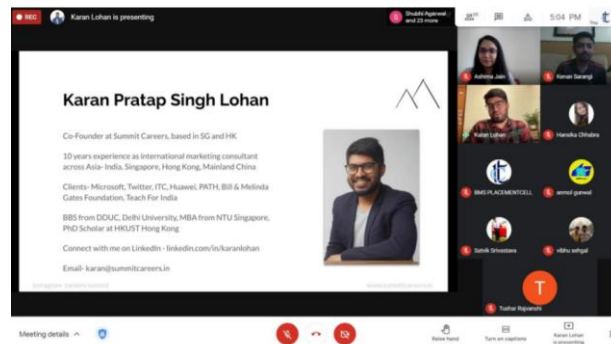 REC
Karan Lohan is presenting
Shubhi Agarwal
and 23 more
5:04 PM
You
Karan Pratap Singh Lohan
Co-Founder at Summit Careers, based in SG and HK
10 years experience as international marketing consultant
across Asia- India, Singapore, Hong Kong, Mainland China
Clients- Microsoft, Twitter, ITC, Huawei, PATH, Bill & Melinda
Gates Foundation, Teach For India
BBS from DDUC, Delhi University, MBA from NTU Singapore,
PhD Scholar at HKUST Hong Kong
Connect with me on LinkedIn - linkedin.com/in/karanlohan
Email- karan@summitcareers.in
Ashima Jain
Ronan Sarangi
Karan Lohan
Hansika Chhabra
BMS PLACEMENTCELL
anmol
Satvik Srivastava
vibhu sehgal
T
Tushar Rajvanshi
Meeting details
Raise hand
Turn on captions
Karan Lohan
is presenting